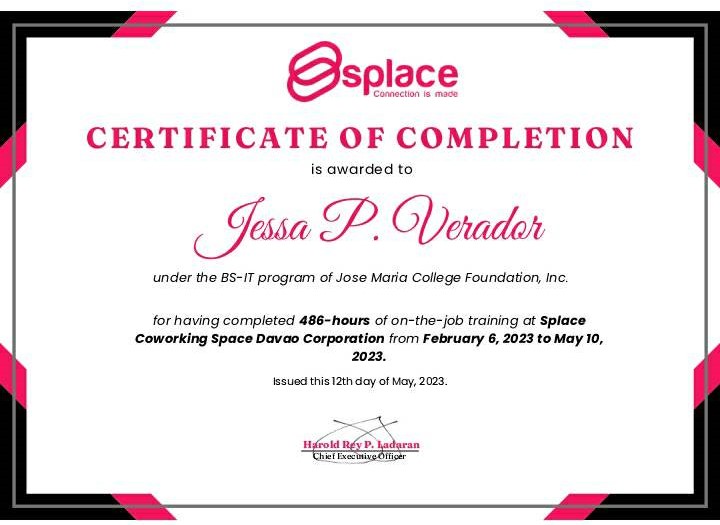 splace
Connection is made
CERTIFICATE OF COMPLETION
is awarded to
Jessa P. Verador
under the BS-IT program of Jose Maria College Foundation, Inc.
for having completed 486-hours of on-the-job training at Splace
Coworking Space Davao Corporation from February 6, 2023 to May 10,
2023.
Issued this 12th day of May, 2023.
Harold Rey P. Ladaran
Chief Executive Officer